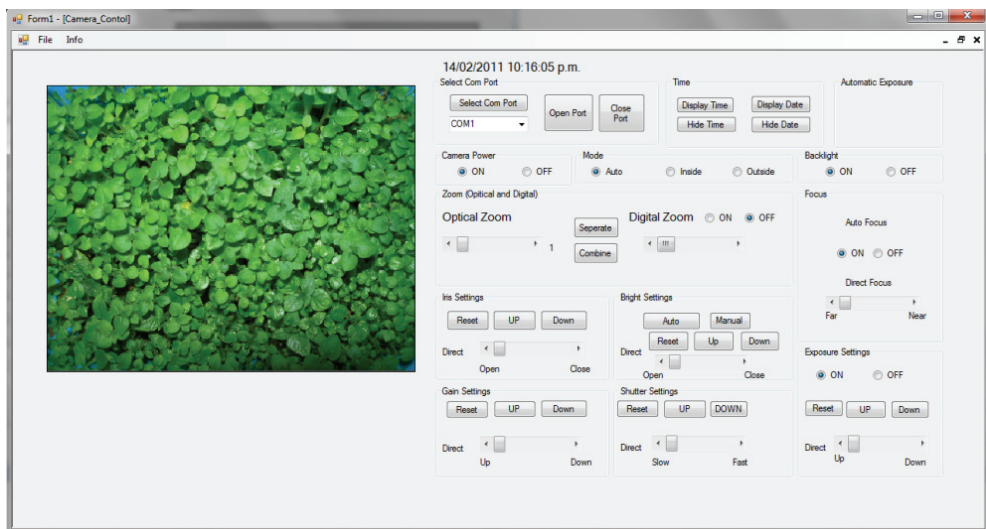 Form1 - [Camera_Contol]
File Info
14/02/2011 10:16:05 p.m.
Select Com Port
Select Com Port
COM1
Open Port
Close
Port
Time
Display Time Display Date
Hide Time Hide Date
Automatic Exposure
Camera Power
ON OFF
Mode
Auto Inside Outside
Backlight
ON OFF
Zoom (Optical and Digital)
Optical Zoom
1
Seperate
Combine
Digital Zoom ON OFF
Focus
Auto Focus
ON OFF
Direct Focus
Far Near
Iris Settings
Reset UP Down
Direct
Open Close
Bright Settings
Auto Manual
Reset Up Down
Direct
Open Close
Exposure Settings
ON OFF
Reset UP Down
Direct
Up Down
Gain Settings
Reset UP Down
Direct
Up Down
Shutter Settings
Reset UP DOWN
Direct
Slow Fast